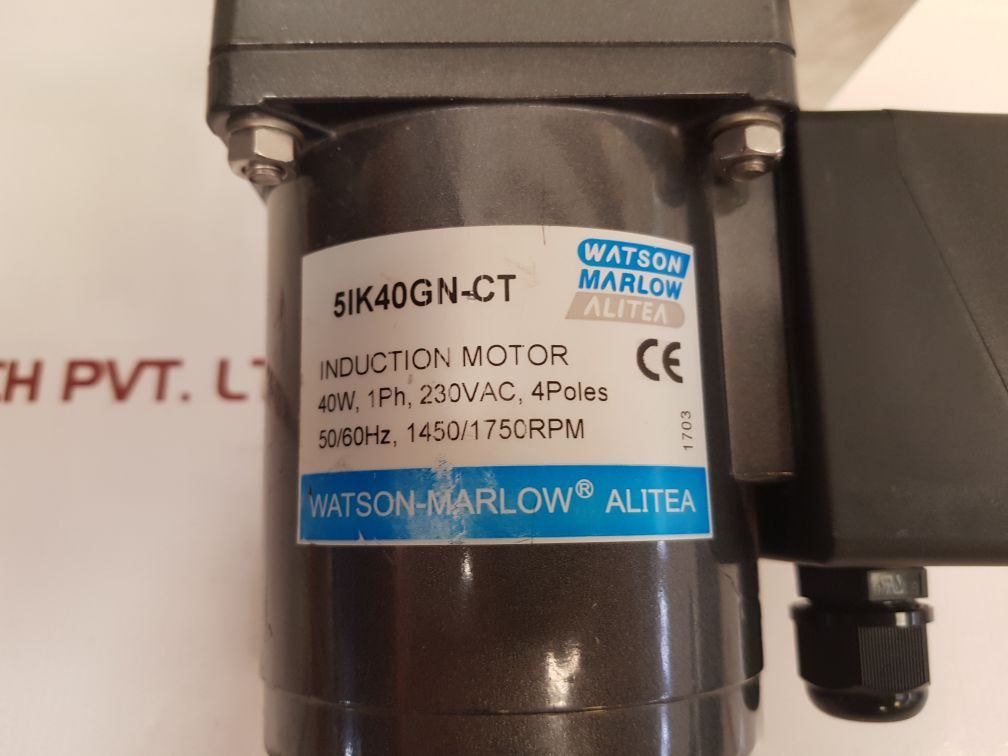 5IK40GN-CT
WATSON
MARLOW
ALITEA
INDUCTION MOTOR
CE
40W, 1Ph, 230VAC, 4Poles
50/60Hz, 1450/1750RPM
1703
WATSON-MARLOW® ALITEA
PVT.